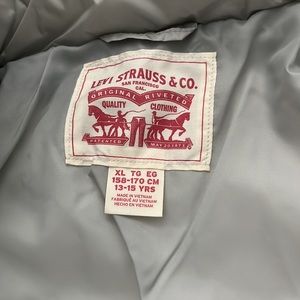 LEVI STRAUSS & CO.
SAN FRANCISCO
CAL.
ORIGINAL RIVETED
QUALITY CLOTHING
PATENTED MAY 20 1873
XL TG EG
158-170 CM
13-15 YRS
MADE IN VIETNAM
FABRIQUÉ AU VIETNAM
HECHO EN VIETNAM